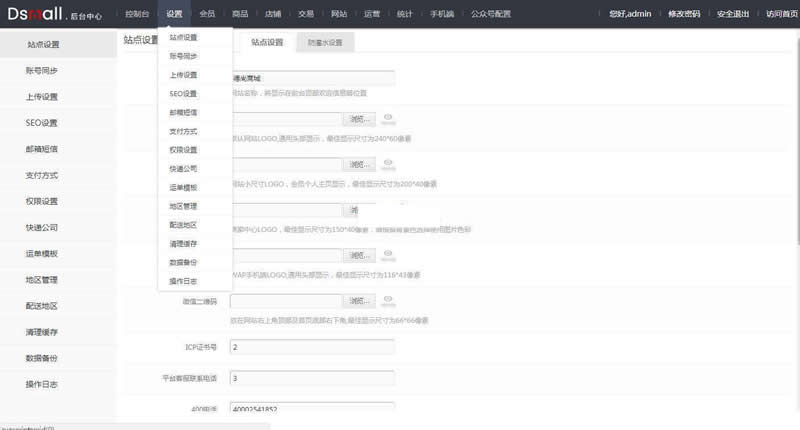 Dsmall . 后台中心 控制台 设置 会员 商品 店铺 交易 网站 运营 统计 手机端 公众号配置 您好,admin 修改密码 安全退出 访问首页
站点设置
账号同步
上传设置
SEO设置
邮箱短信
支付方式
权限设置
快递公司
运单模板
地区管理
配送地区
清理缓存
数据备份
操作日志
站点设置
账号同步
上传设置
SEO设置
邮箱短信
支付方式
权限设置
快递公司
运单模板
地区管理
配送地区
清理缓存
数据备份
操作日志
站点设置 站点设置 防灌水设置
德尚商城
网站名称，将显示在前台顶部欢迎信息等位置
浏览...
默认网站LOGO,通用头部显示，最佳显示尺寸为240*60像素
浏览...
网站小尺寸LOGO，会员个人主页显示，最佳显示尺寸为200*40像素
浏
商家中心LOGO，最佳显示尺寸为150*40像素，请根据背景色选择使用图片色彩
浏览...
WAP手机端LOGO,通用头部显示，最佳显示尺寸为116*43像素
微信二维码 浏览...
放在网站右上角顶部及首页底部右下角,最佳显示尺寸为66*66像素
ICP证书号 2
平台客服联系电话 3
400电话 40002541852